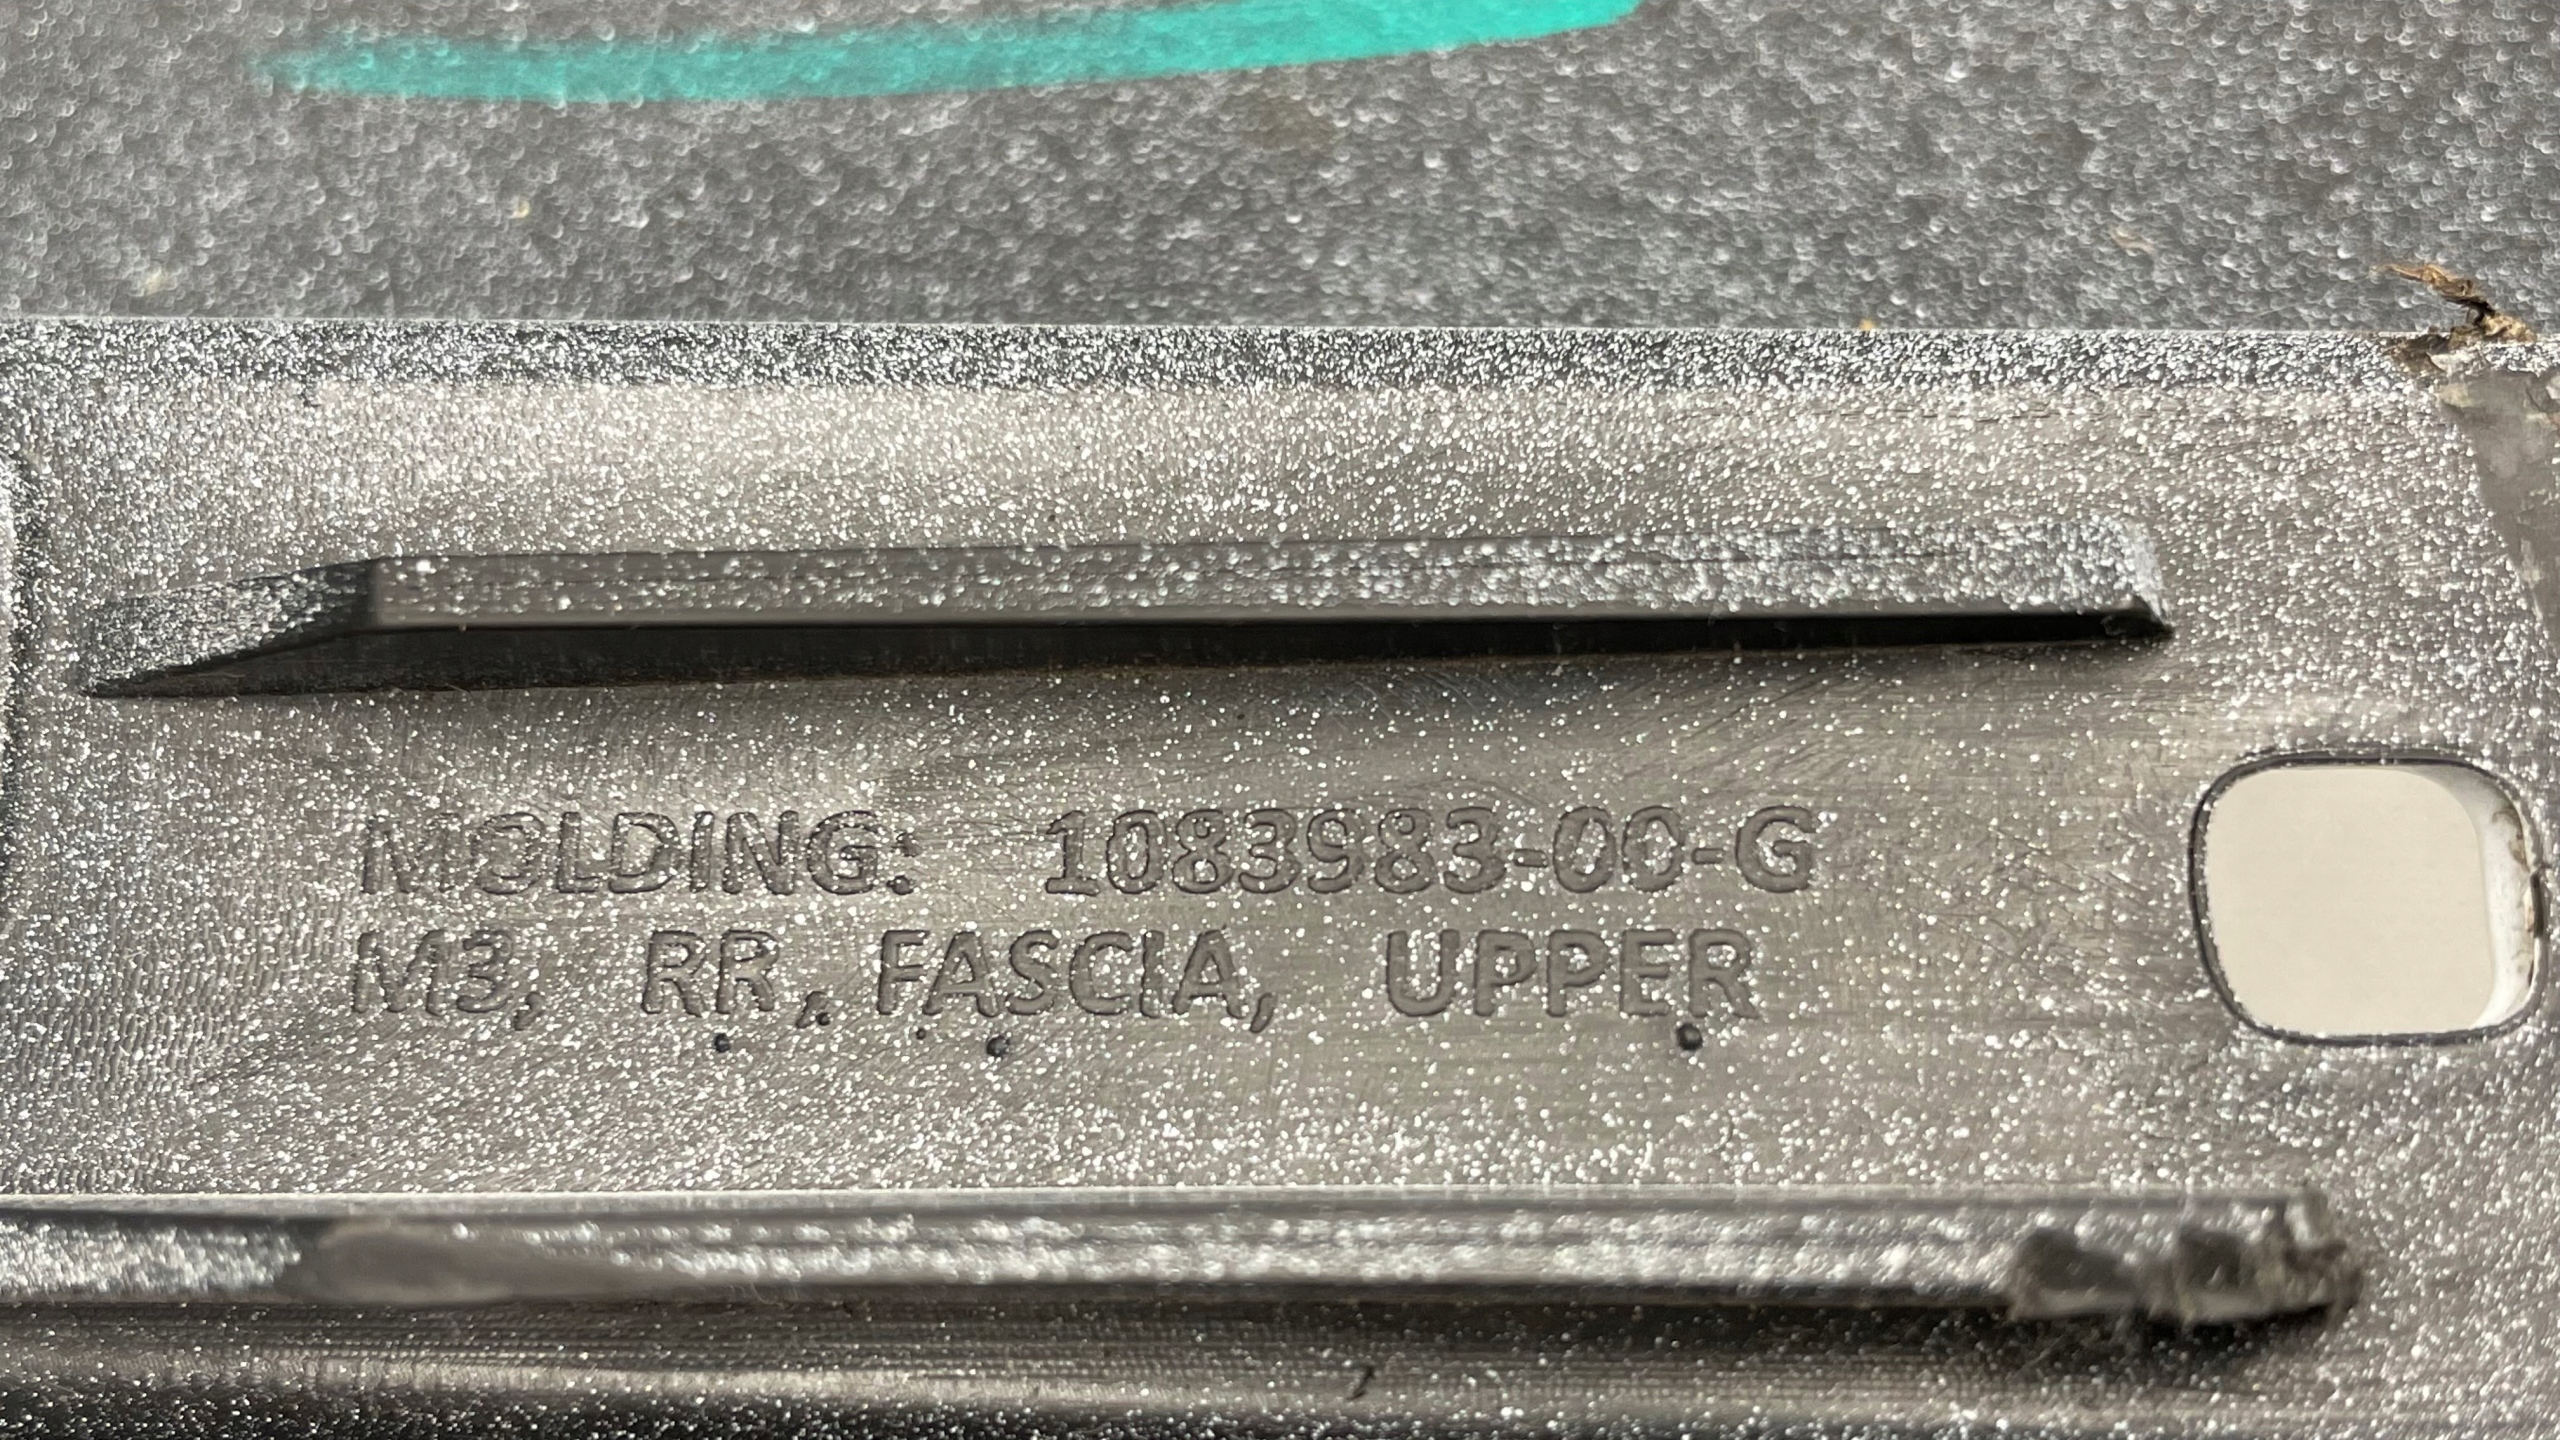 MOLDING: 1083983-00-G
M3, RR, FASCIA, UPPER